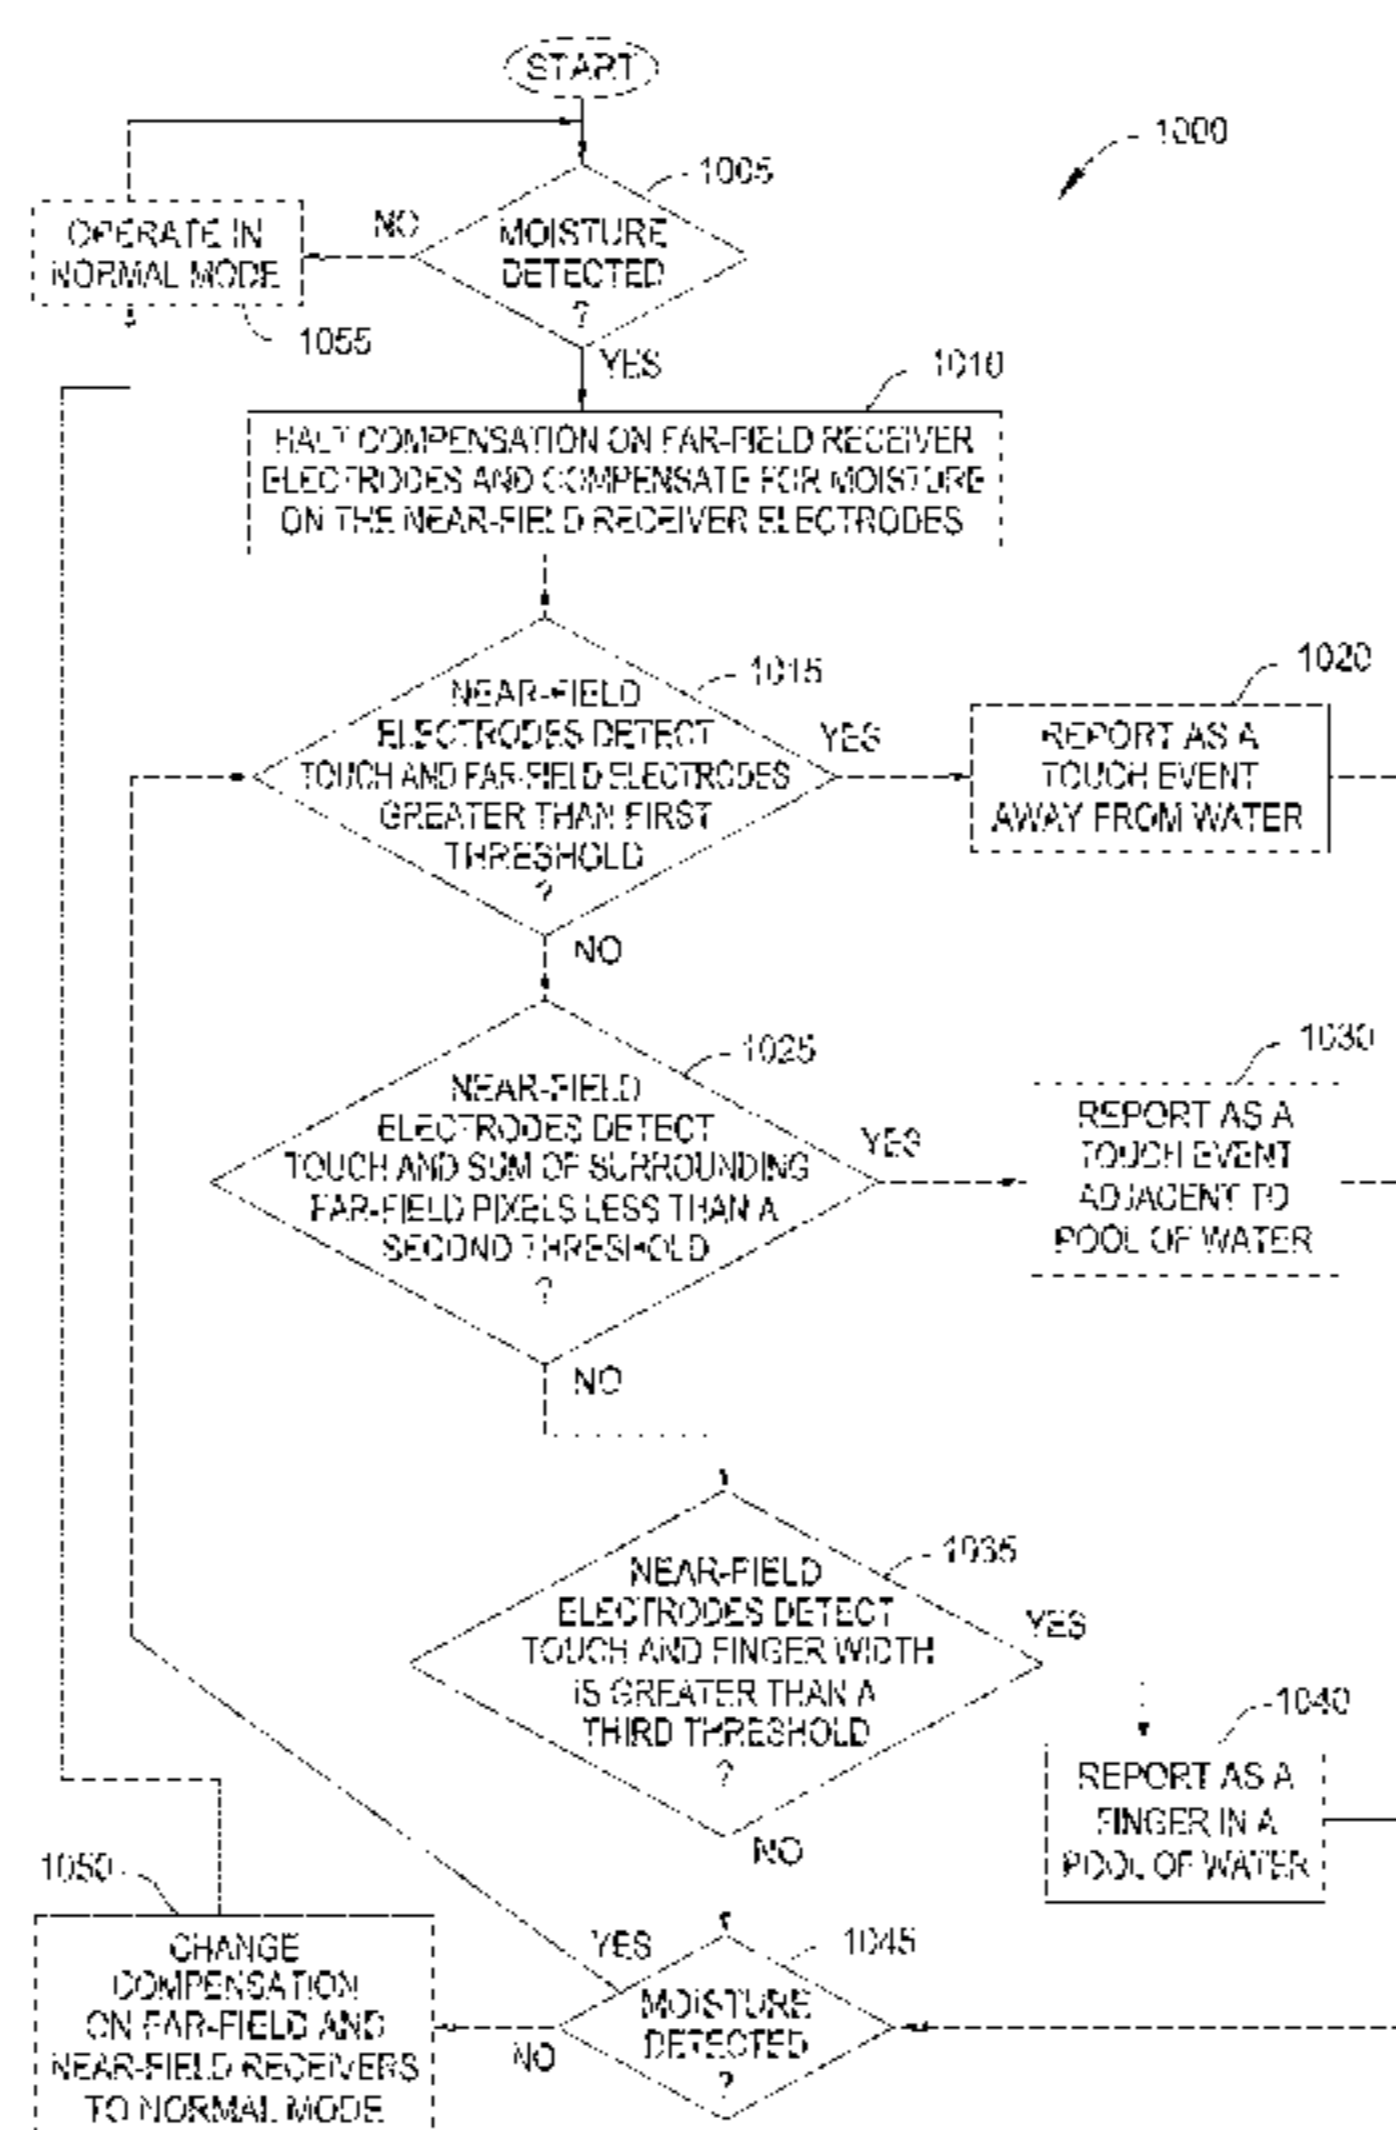 START
1000
1005
MOISTURE
DETECTED
?
NO
OPERATE IN
NORMAL MODE
1055
YES
1010
HALT COMPENSATION ON FAR-FIELD RECEIVER
ELECTRODES AND COMPENSATE FOR MOISTURE
ON THE NEAR-FIELD RECEIVER ELECTRODES
1015
NEAR-FIELD
ELECTRODES DETECT
TOUCH AND FAR-FIELD ELECTRODES
GREATER THAN FIRST
THRESHOLD
?
YES
1020
REPORT AS A
TOUCH EVENT
AWAY FROM WATER
NO
1025
NEAR-FIELD
ELECTRODES DETECT
TOUCH AND SUM OF SURROUNDING
FAR-FIELD PIXELS LESS THAN A
SECOND THRESHOLD
?
YES
1030
REPORT AS A
TOUCH EVENT
ADJACENT TO
POOL OF WATER
NO
1035
NEAR-FIELD
ELECTRODES DETECT
TOUCH AND FINGER WIDTH
IS GREATER THAN A
THIRD THRESHOLD
?
YES
1040
REPORT AS A
FINGER IN A
POOL OF WATER
NO
1045
MOISTURE
DETECTED
?
YES
NO
1050
CHANGE
COMPENSATION
ON FAR-FIELD AND
NEAR-FIELD RECEIVERS
TO NORMAL MODE